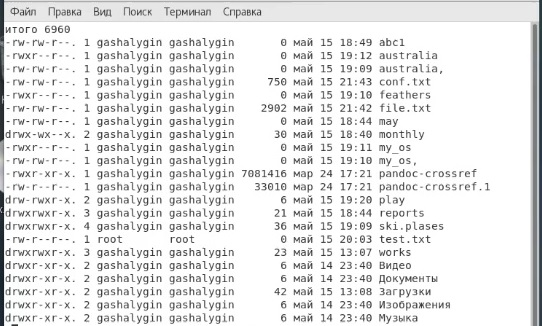 Файл Правка Вид Поиск Терминал Справка
итого 6960
-rw-rw-r--. 1 gashalygin gashalygin 0 май 15 18:49 abc1
-rwxr--r--. 1 gashalygin gashalygin 0 май 15 19:12 australia
-rw-rw-r--. 1 gashalygin gashalygin 0 май 15 19:09 australia,
-rw-rw-r--. 1 gashalygin gashalygin 750 май 15 21:43 conf.txt
-rwxr--r--. 1 gashalygin gashalygin 0 май 15 19:10 feathers
-rw-rw-r--. 1 gashalygin gashalygin 2902 май 15 21:42 file.txt
-rw-rw-r--. 1 gashalygin gashalygin 0 май 15 18:44 may
drwx-wx--x. 2 gashalygin gashalygin 30 май 15 18:40 monthly
-rwxr--r--. 1 gashalygin gashalygin 0 май 15 19:11 my_os
-rw-rw-r--. 1 gashalygin gashalygin 0 май 15 19:10 my_os,
-rwxr-xr-x. 1 gashalygin gashalygin 7081416 мар 24 17:21 pandoc-crossref
-rw-r--r--. 1 gashalygin gashalygin 33010 мар 24 17:21 pandoc-crossref.1
drw-rwxr-x. 2 gashalygin gashalygin 6 май 15 19:20 play
drwxrwxr-x. 3 gashalygin gashalygin 21 май 15 18:44 reports
drwxrwxr-x. 4 gashalygin gashalygin 36 май 15 19:09 ski.plases
-rw-r--r--. 1 root root 0 май 15 20:03 test.txt
drwxrwxr-x. 3 gashalygin gashalygin 23 май 15 13:07 works
drwxr-xr-x. 2 gashalygin gashalygin 6 май 14 23:40 Видео
drwxr-xr-x. 2 gashalygin gashalygin 6 май 14 23:40 Документы
drwxr-xr-x. 2 gashalygin gashalygin 42 май 15 13:08 Загрузки
drwxr-xr-x. 2 gashalygin gashalygin 6 май 14 23:40 Изображения
drwxr-xr-x. 2 gashalygin gashalygin 6 май 14 23:40 Музыка